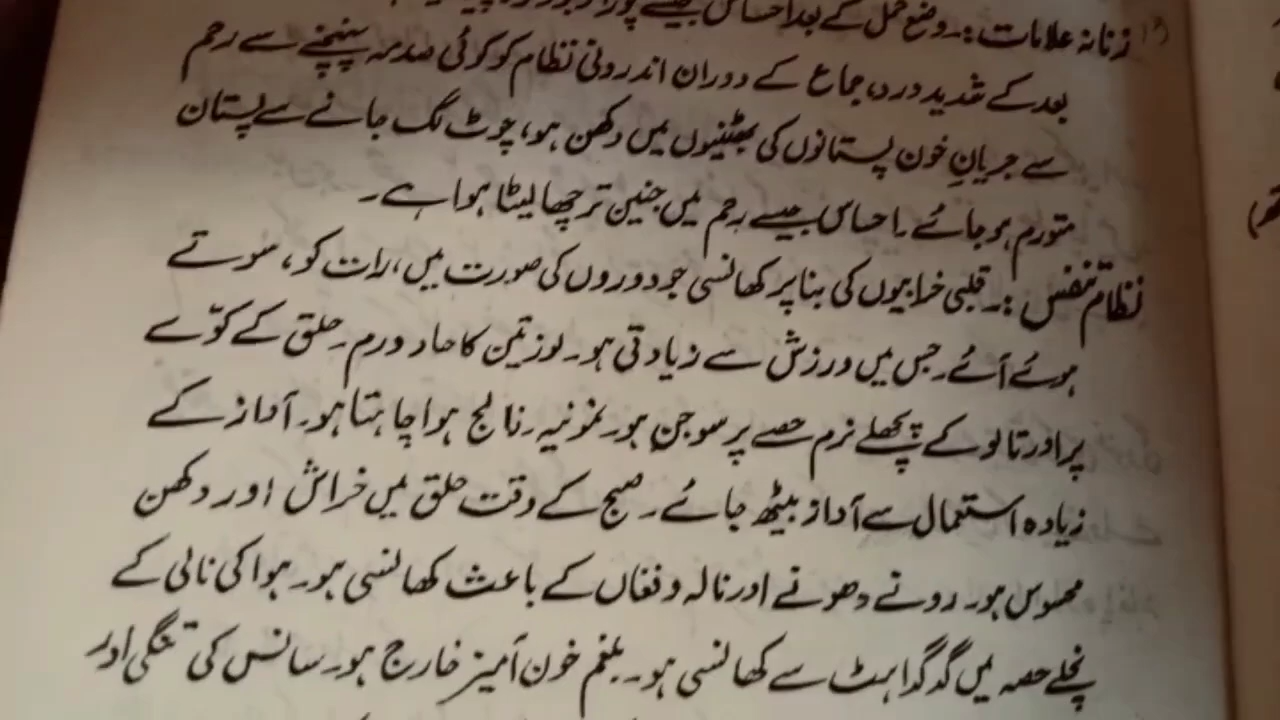 زنانہ علامات :۔ وضع حمل کے بعد احساس جیسے
بعد کے شدید درد، جماع کے دوران اندرونی نظام کو کوئی صدمہ پہنچنے سے رحم
سے جریانِ خون پستانوں کی بھٹنیوں میں دکھن ہو، چوٹ لگ جانے سے پستان
متورم ہو جائے۔ احساس جیسے رحم میں جنین ترچھا لیٹا ہوا ہے۔
نظام تنفس :۔ قلبی خرابیوں کی بنا پر کھانسی جو دوروں کی صورت میں، رات کو، سوتے
ہوئے آئے۔ جس میں ورزش سے زیادتی ہو۔ لوزتین کا حاد ورم۔ حلق کے کوّے
پر اور تالو کے پچھلے نرم حصے پر سوجن ہو۔ نمونیہ۔ فالج ہوا چاہتا ہو۔ آواز کے
زیادہ استعمال سے آواز بیٹھ جائے۔ صبح کے وقت حلق میں خراش اور دکھن
محسوس ہو۔ رونے دھونے اور نالہ و فغاں کے باعث کھانسی ہو۔ ہوا کی نالی کے
نچلے حصہ میں گدگداہٹ سے کھانسی ہو۔ بلغم خون آمیز خارج ہو۔ سانس کی تنگی اور